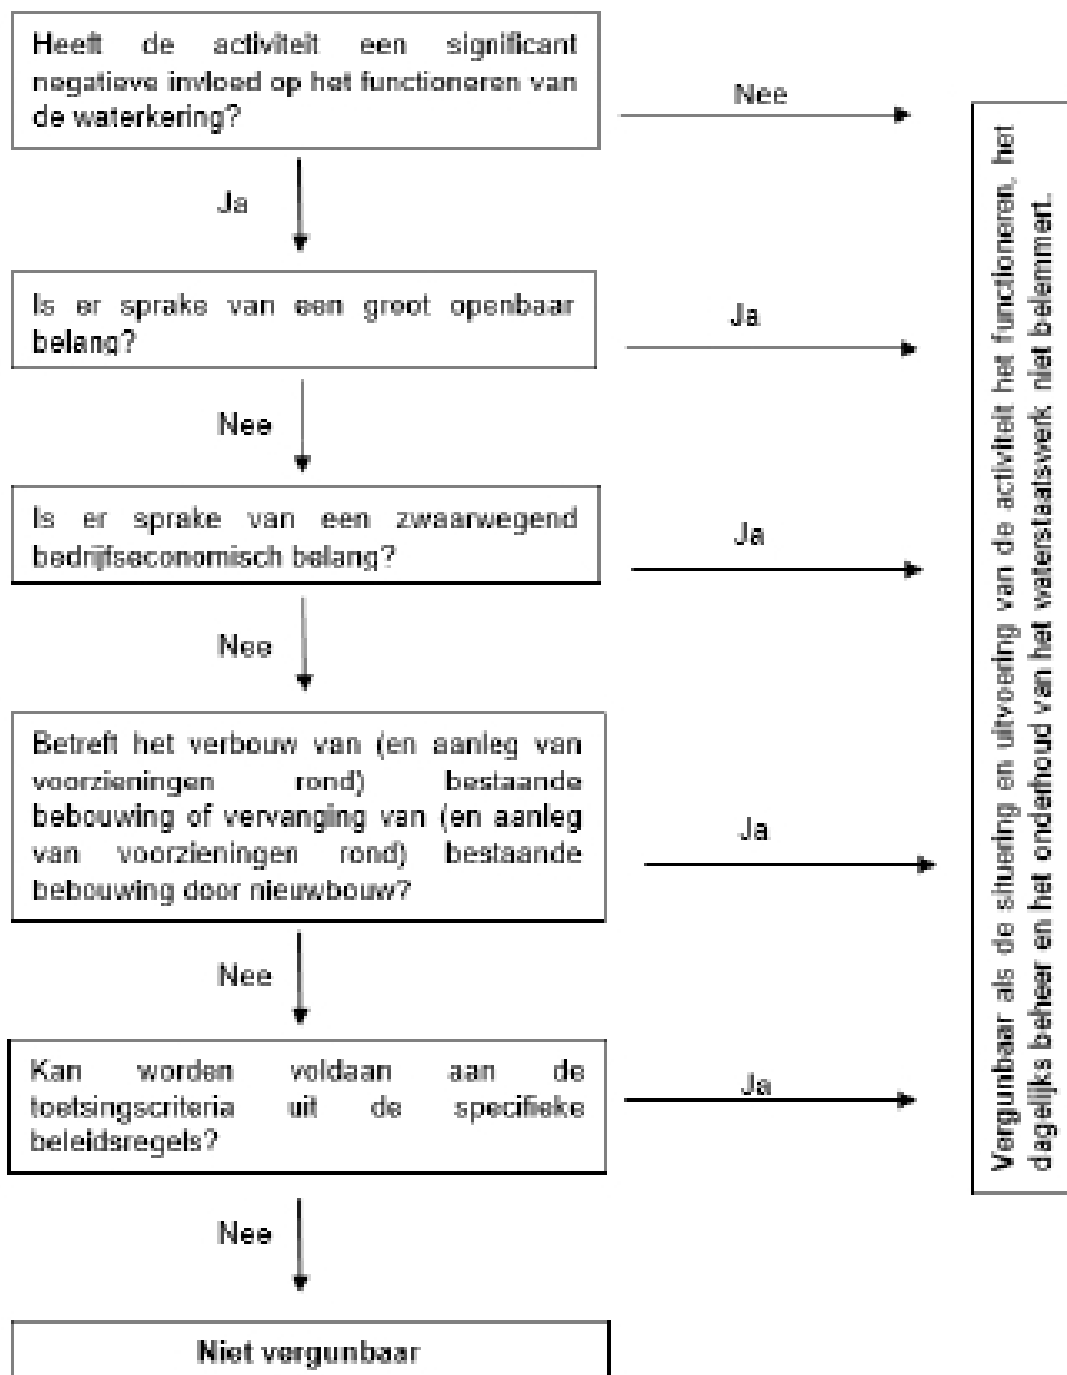 Heeft de activiteit een significant
negatieve invloed op het functioneren van
de waterkering?
Nee
Ja
Is er sprake van een groot openbaar
belang?
Ja
Nee
Is er sprake van een zwaarwegend
bedrijfseconomisch belang?
Ja
Nee
Betreft het verbouw van (en aanleg van
voorzieningen rond) bestaande
bebouwing of vervanging van (en aanleg
van voorzieningen rond) bestaande
bebouwing door nieuwbouw?
Ja
Nee
Kan worden voldaan aan de
toetsingscriteria uit de specifieke
beleidsregels?
Ja
Nee
Niet vergunbaar
Vergunbaar als de situering en uitvoering van de activiteit het functioneren, het
dagelijks beheer en het onderhoud van het waterstaatswerk niet belemmert.